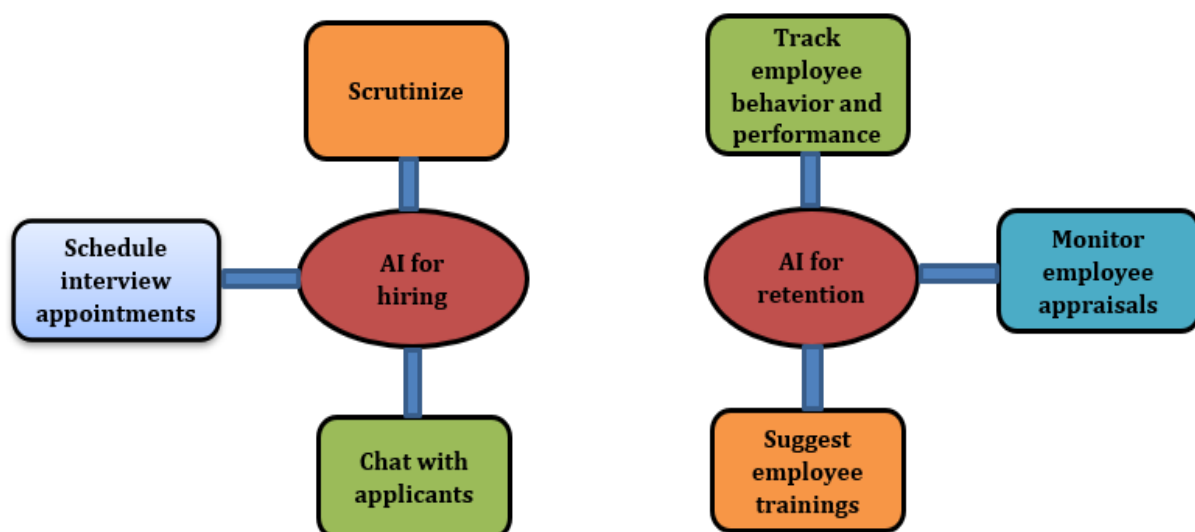 Scrutinize
Schedule
interview
appointments
AI for
hiring
Chat with
applicants
Track
employee
behavior and
performance
AI for
retention
Monitor
employee
appraisals
Suggest
employee
trainings